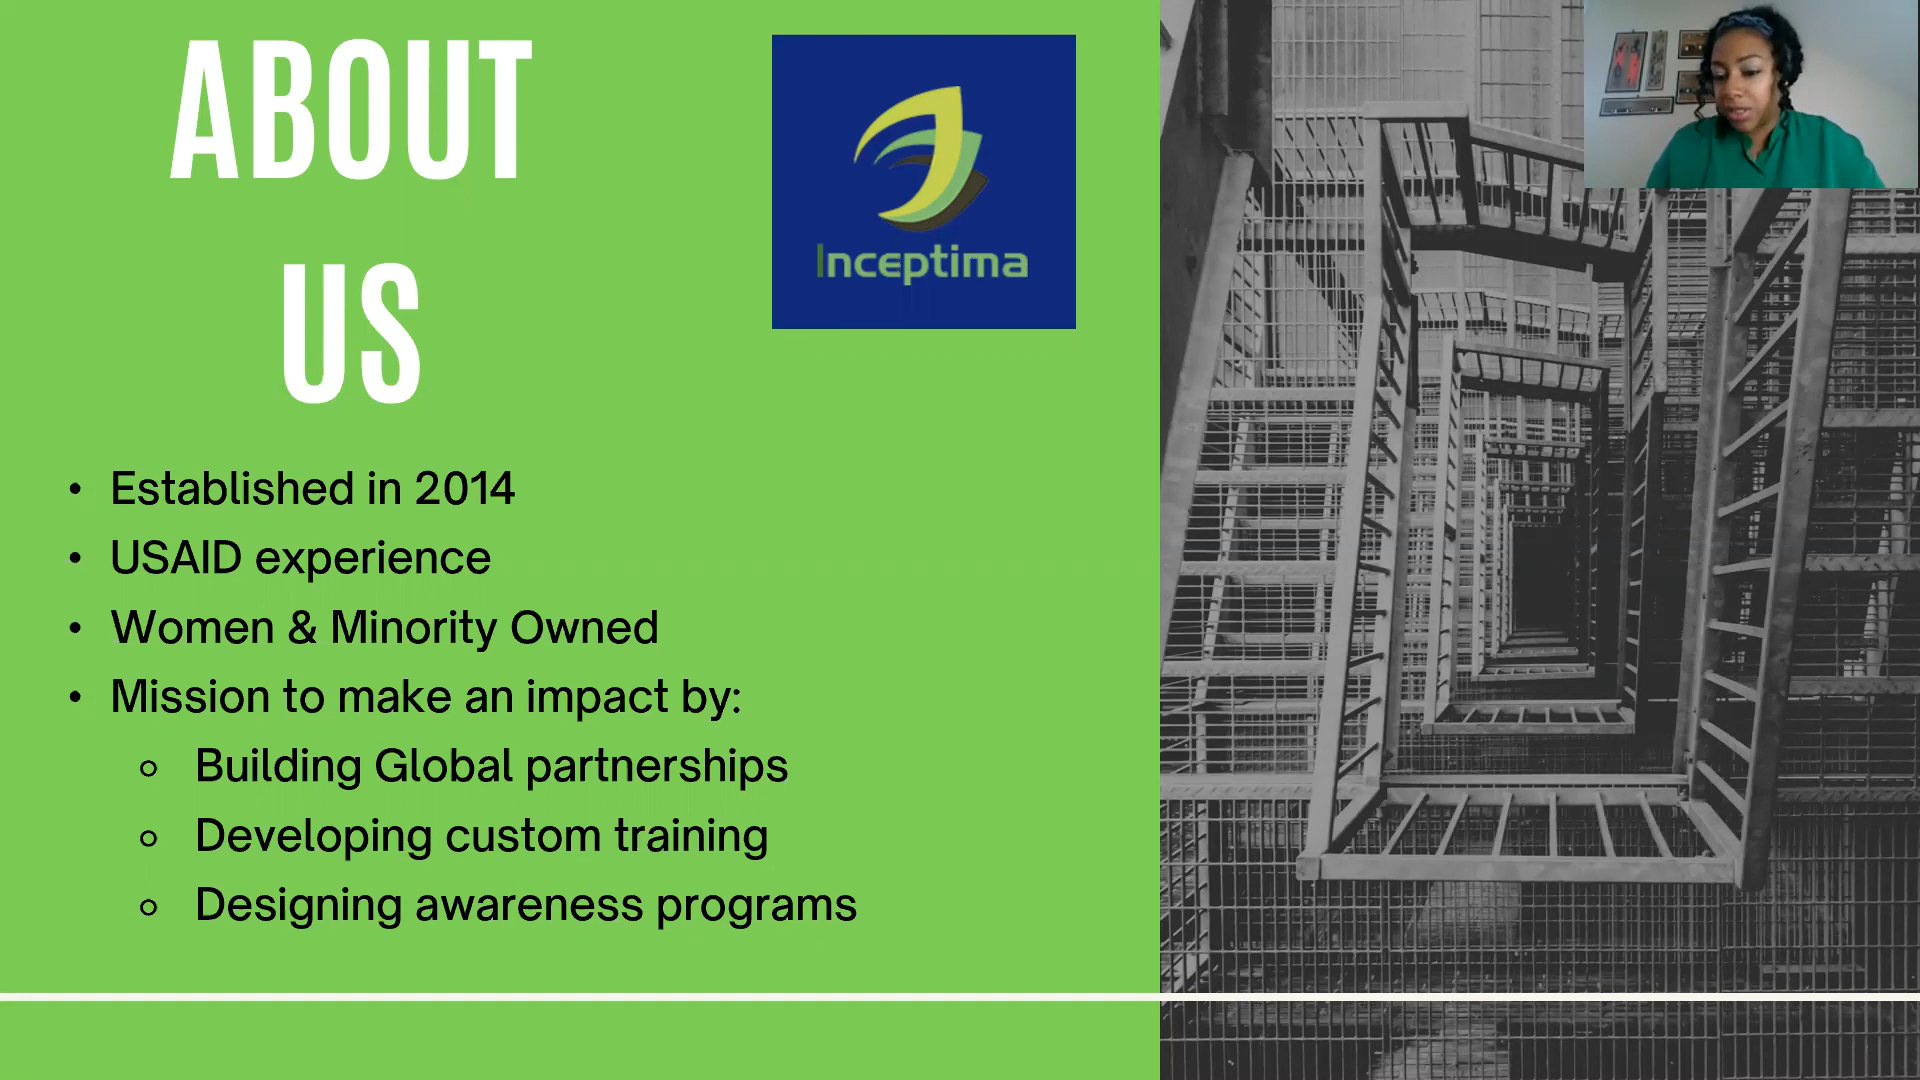 ABOUT
US
Inceptima
• Established in 2014
• USAID experience
• Women & Minority Owned
• Mission to make an impact by:
◦ Building Global partnerships
◦ Developing custom training
◦ Designing awareness programs